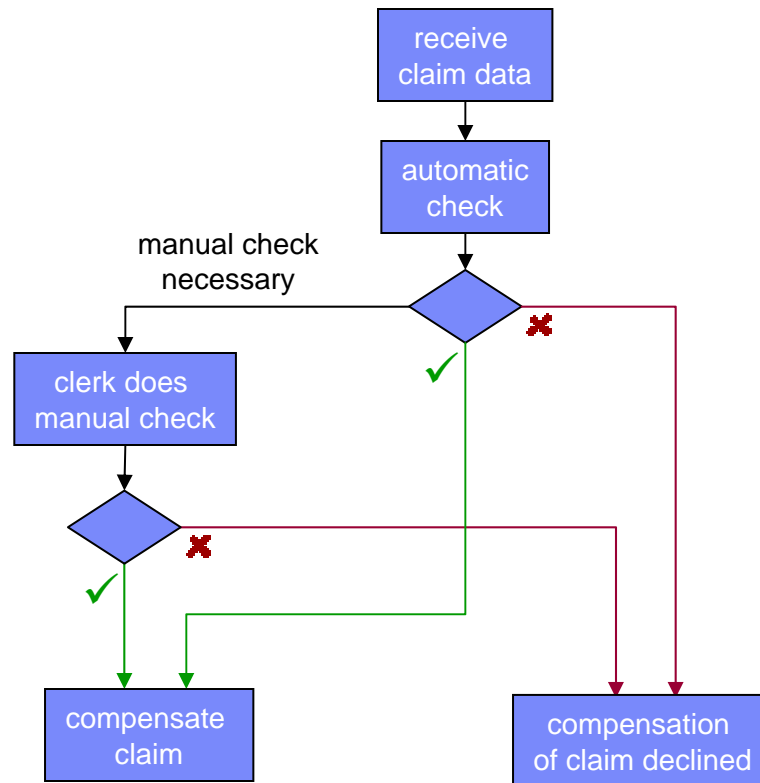 receive
claim data
automatic
check
manual check
necessary
clerk does
manual check
compensate
claim
compensation
of claim declined